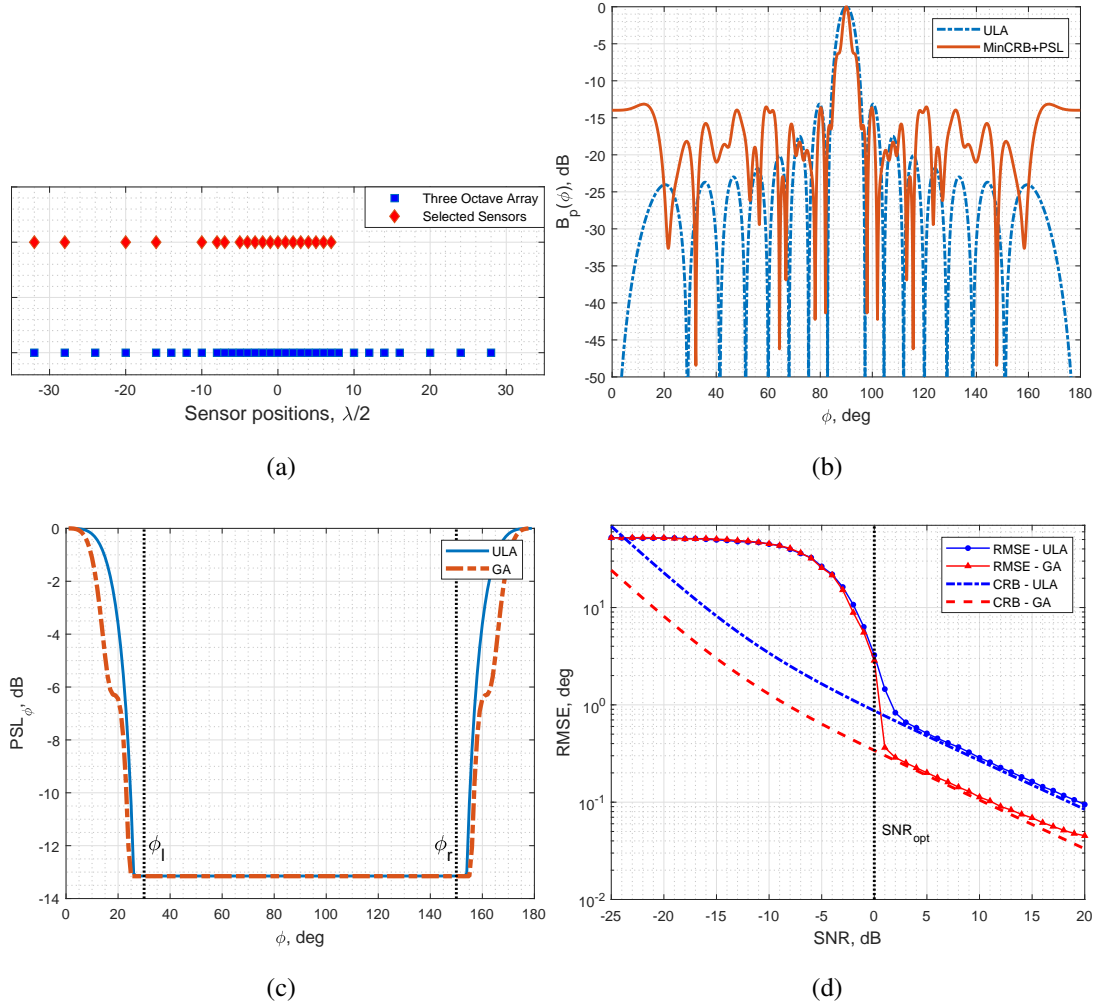 Three Octave Array
Selected Sensors
-40 -30 -20 -10 0 10 20 30
Sensor positions, λ/2
(a)
0
-5
-10
-15
-20
-25
-30
-35
-40
-45
-50
B_p(ϕ), dB
ULA
MinCRB+PSL
0 20 40 60 80 100 120 140 160 180
ϕ, deg
(b)
0
-2
-4
-6
-8
-10
-12
-14
PSL_ϕ, dB
ULA
GA
ϕ_l
ϕ_r
0 20 40 60 80 100 120 140 160 180
ϕ, deg
(c)
10^1
10^0
10^-1
10^-2
RMSE, deg
RMSE - ULA
RMSE - GA
CRB - ULA
CRB - GA
SNR_opt
-25 -20 -15 -10 -5 0 5 10 15 20
SNR, dB
(d)